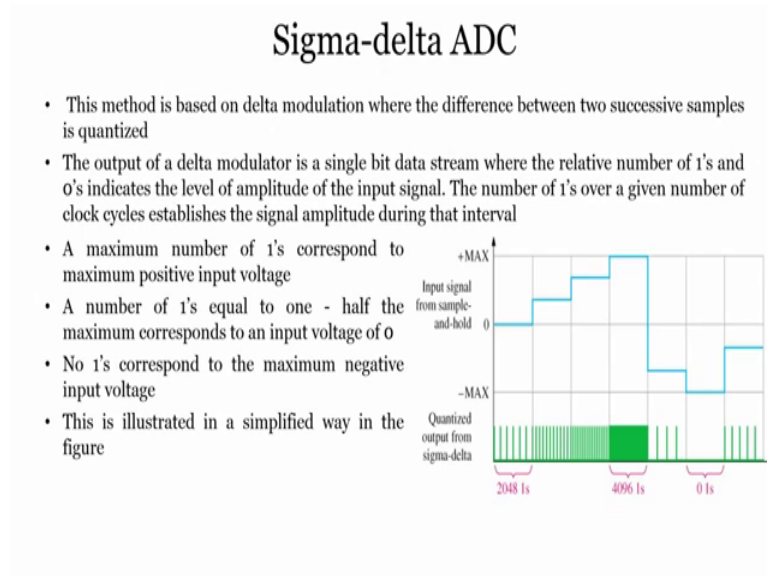 Sigma-delta ADC
• This method is based on delta modulation where the difference between two successive samples
is quantized
• The output of a delta modulator is a single bit data stream where the relative number of 1's and
0's indicates the level of amplitude of the input signal. The number of 1's over a given number of
clock cycles establishes the signal amplitude during that interval
• A maximum number of 1's correspond to
maximum positive input voltage
• A number of 1's equal to one - half the
maximum corresponds to an input voltage of 0
• No 1's correspond to the maximum negative
input voltage
• This is illustrated in a simplified way in the
figure
+MAX
Input signal
from sample-
and-hold 0
−MAX
Quantized
output from
sigma-delta
2048 1s 4096 1s 0 1s